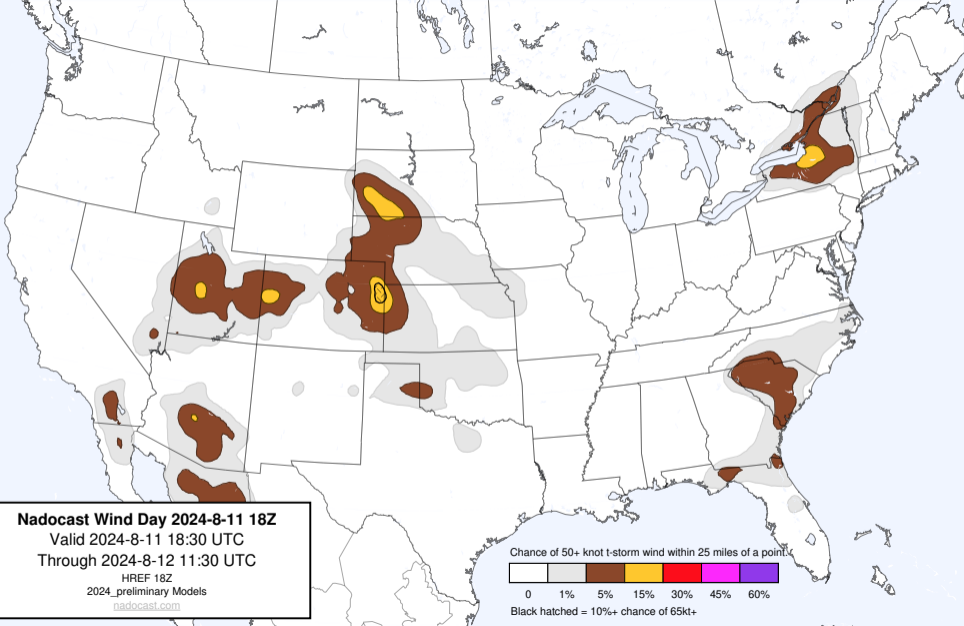 Nadocast Wind Day 2024-8-11 18Z
Valid 2024-8-11 18:30 UTC
Through 2024-8-12 11:30 UTC
HREF 18Z
2024_preliminary Models
nadocast.com
Chance of 50+ knot t-storm wind within 25 miles of a point.
0 1% 5% 15% 30% 45% 60%
Black hatched = 10%+ chance of 65kt+